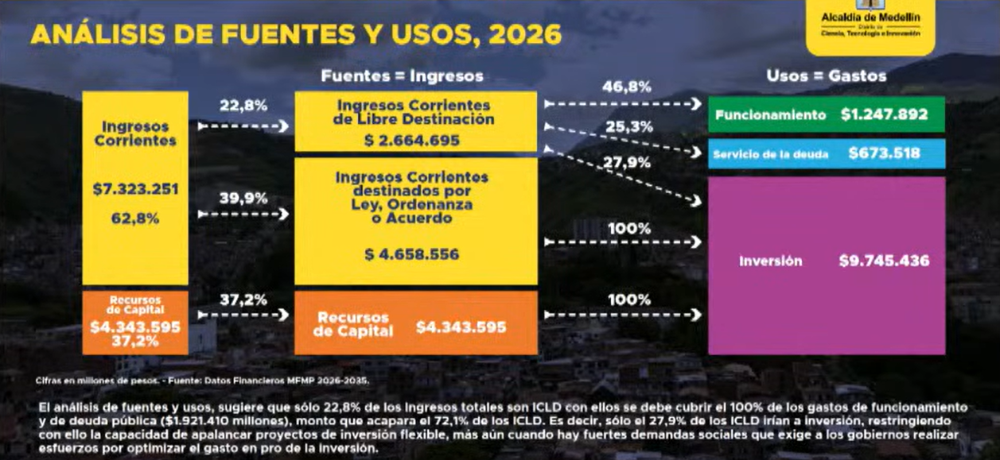 Alcaldía de Medellín
Distrito de
Ciencia, Tecnología e Innovación
ANÁLISIS DE FUENTES Y USOS, 2026
Fuentes = Ingresos
Usos = Gastos
Ingresos
Corrientes
$7.323.251
62,8%
22,8%
39,9%
Ingresos Corrientes
de Libre Destinación
$ 2.664.695
Ingresos Corrientes
destinados por
Ley, Ordenanza
o Acuerdo
$ 4.658.556
46,8%
25,3%
27,9%
100%
Funcionamiento $1.247.892
Servicio de la deuda $673.518
Inversión $9.745.436
Recursos
de Capital
$4.343.595
37,2%
37,2%
Recursos
de Capital $4.343.595
100%
Cifras en millones de pesos. - Fuente: Datos Financieros MFMP 2026-2035.
El análisis de fuentes y usos, sugiere que sólo 22,8% de los Ingresos totales son ICLD con ellos se debe cubrir el 100% de los gastos de funcionamiento
y de deuda pública ($1.921.410 millones), monto que acapara el 72,1% de los ICLD. Es decir, sólo el 27,9% de los ICLD irían a inversión, restringiendo
con ello la capacidad de apalancar proyectos de inversión flexible, más aún cuando hay fuertes demandas sociales que exige a los gobiernos realizar
esfuerzos por optimizar el gasto en pro de la inversión.